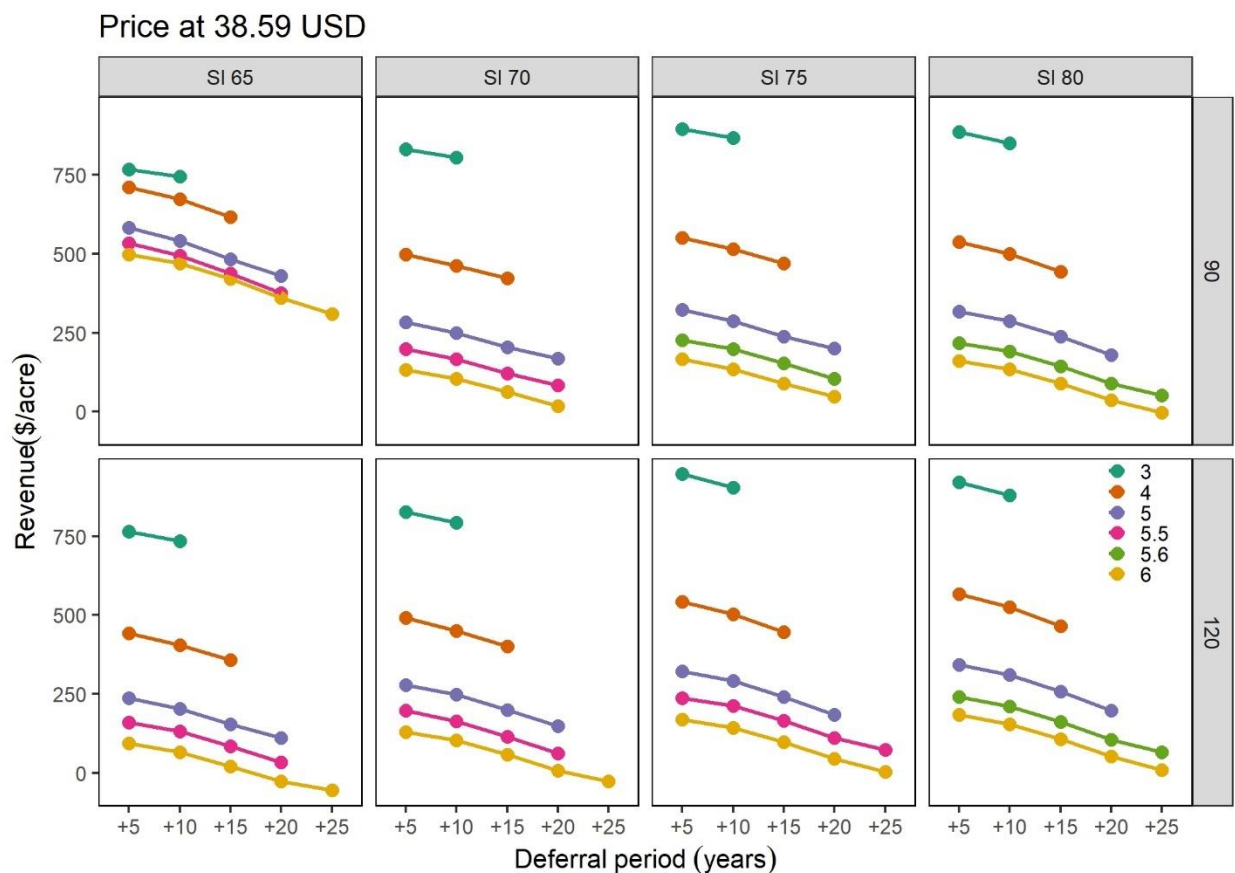 Price at 38.59 USD
SI 65
SI 70
SI 75
SI 80
Revenue($/acre)
750
500
250
0
90
750
500
250
0
120
3
4
5
5.5
5.6
6
+5 +10 +15 +20 +25
+5 +10 +15 +20 +25
+5 +10 +15 +20 +25
+5 +10 +15 +20 +25
Deferral period (years)